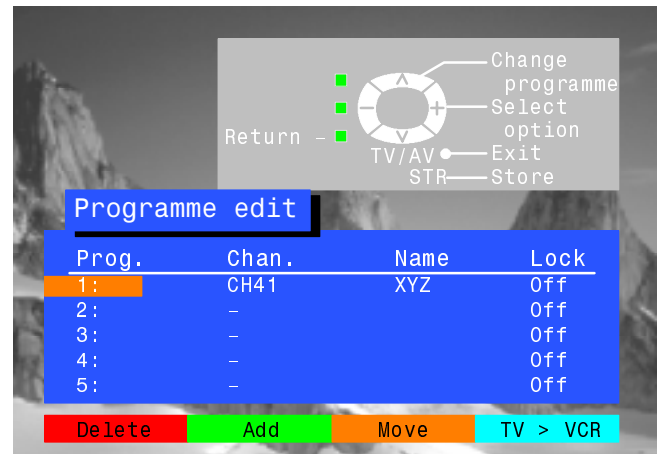 Change
programme
Select
option
Return –
TV/AV
Exit
STR
Store
Programme edit
Prog. Chan. Name Lock
1: CH41 XYZ Off
2: – Off
3: – Off
4: – Off
5: – Off
Delete Add Move TV > VCR